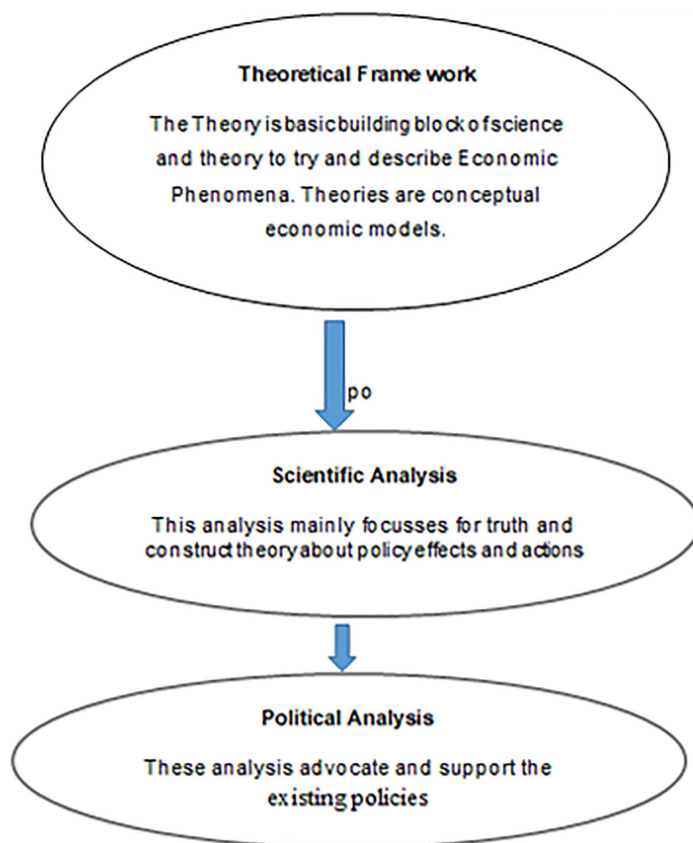 Theoretical Frame work
The Theory is basic building block of science
and theory to try and describe Economic
Phenomena. Theories are conceptual
economic models.
po
Scientific Analysis
This analysis mainly focusses for truth and
construct theory about policy effects and actions
Political Analysis
These analysis advocate and support the
existing policies